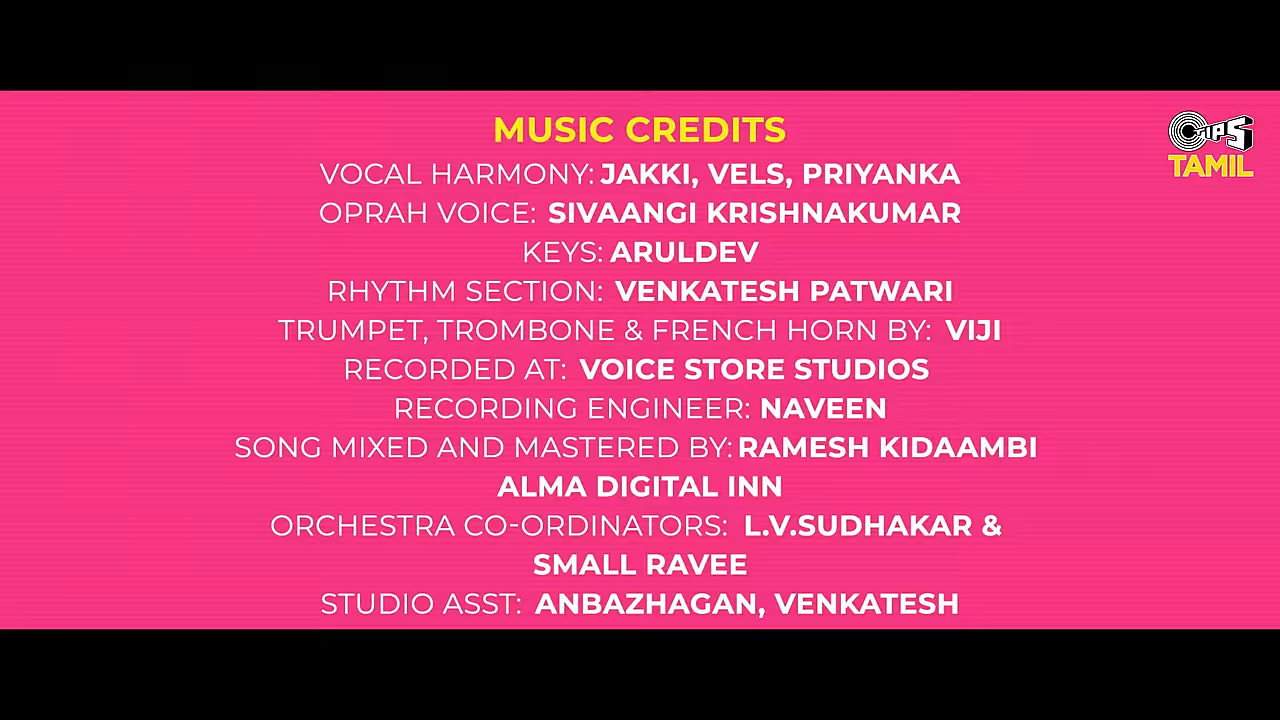 MUSIC CREDITS
VOCAL HARMONY: JAKKI, VELS, PRIYANKA
OPRAH VOICE: SIVAANGI KRISHNAKUMAR
KEYS: ARULDEV
RHYTHM SECTION: VENKATESH PATWARI
TRUMPET, TROMBONE & FRENCH HORN BY: VIJI
RECORDED AT: VOICE STORE STUDIOS
RECORDING ENGINEER: NAVEEN
SONG MIXED AND MASTERED BY: RAMESH KIDAAMBI
ALMA DIGITAL INN
ORCHESTRA CO-ORDINATORS: L.V.SUDHAKAR &
SMALL RAVEE
STUDIO ASST: ANBAZHAGAN, VENKATESH
TIPS
TAMIL